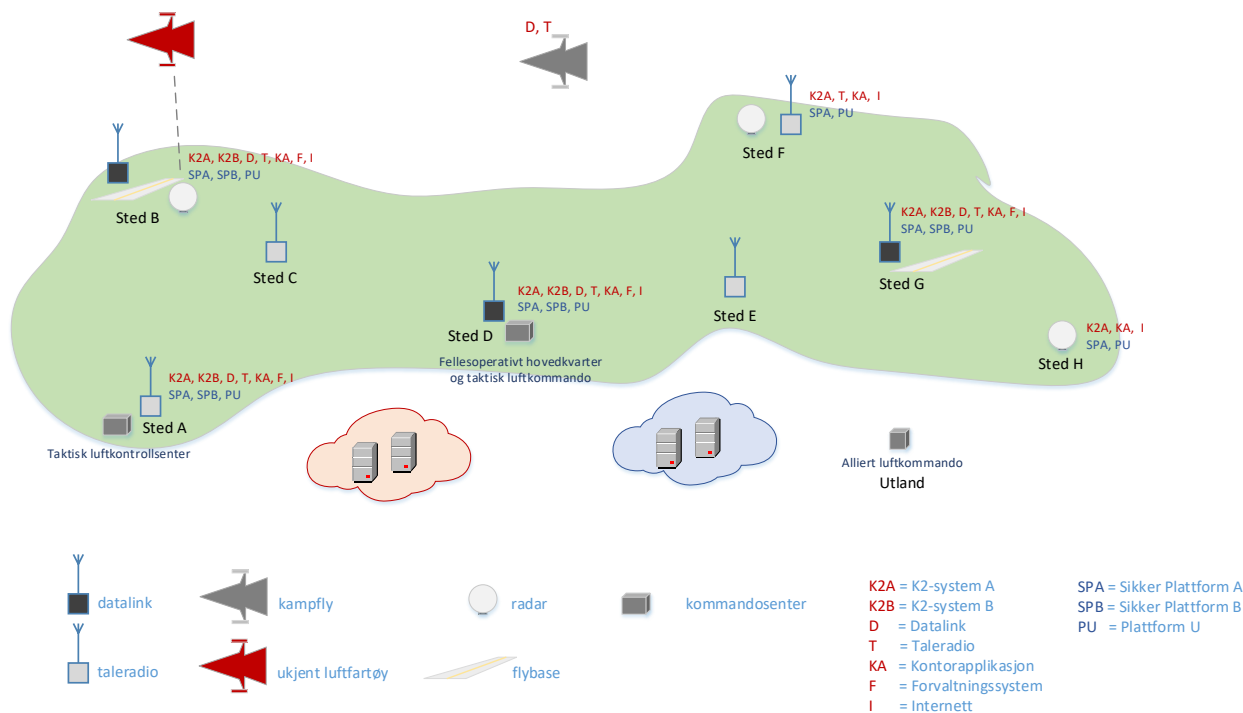 D, T
K2A, T, KA, I
SPA, PU
Sted F
K2A, K2B, D, T, KA, F, I
SPA, SPB, PU
Sted B
K2A, K2B, D, T, KA, F, I
SPA, SPB, PU
Sted G
Sted C
K2A, K2B, D, T, KA, F, I
SPA, SPB, PU
Sted D
Fellesoperativt hovedkvarter
og taktisk luftkommando
Sted E
K2A, KA, I
SPA, PU
Sted H
K2A, K2B, D, T, KA, F, I
SPA, SPB, PU
Sted A
Taktisk luftkontrollsenter
Alliert luftkommando
Utland
datalink
kampfly
radar
kommandosenter
taleradio
ukjent luftfartøy
flybase
K2A = K2-system A
K2B = K2-system B
D = Datalink
T = Taleradio
KA = Kontorapplikasjon
F = Forvaltningssystem
I = Internett
SPA = Sikker Plattform A
SPB = Sikker Plattform B
PU = Plattform U